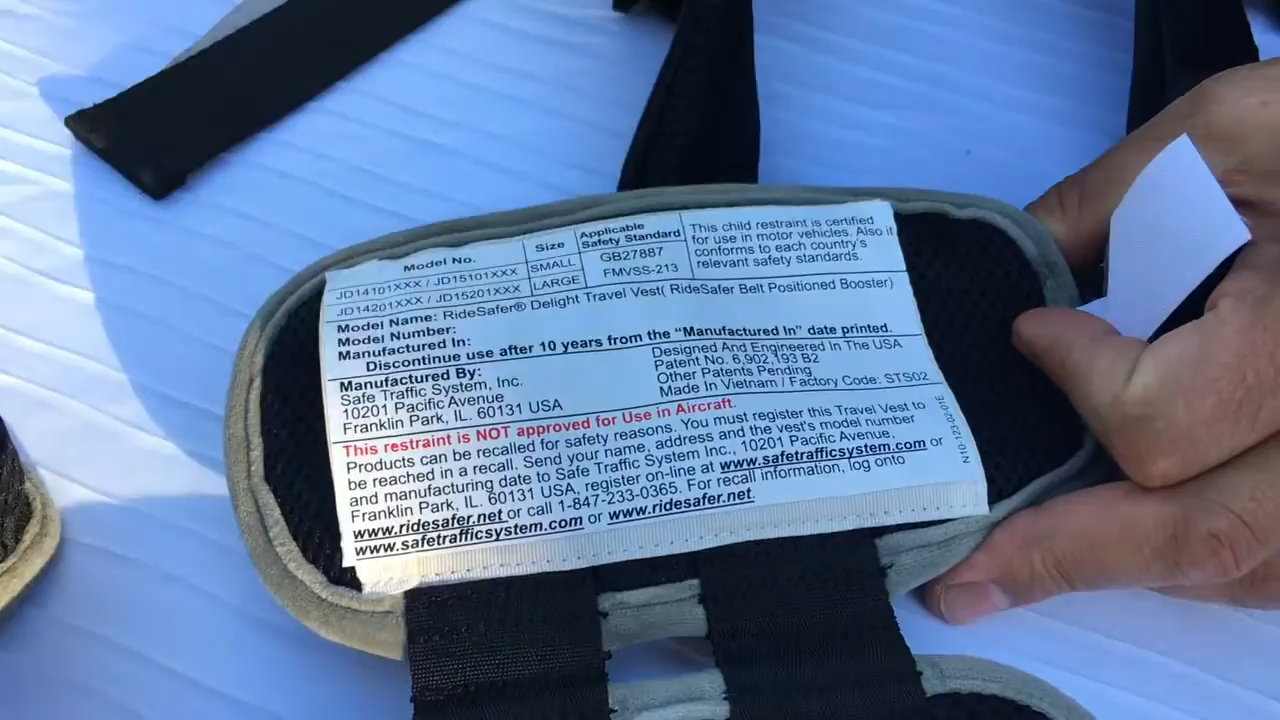 Model No. Size Applicable Safety Standard
JD14101XXX / JD15101XXX SMALL GB27887
JD14201XXX / JD15201XXX LARGE FMVSS-213
This child restraint is certified
for use in motor vehicles. Also it
conforms to each country's
relevant safety standards.
Model Name: RideSafer® Delight Travel Vest( RideSafer Belt Positioned Booster)
Model Number:
Manufactured In:
Discontinue use after 10 years from the “Manufactured In” date printed.
Manufactured By:
Safe Traffic System, Inc.
10201 Pacific Avenue
Franklin Park, IL. 60131 USA
Designed And Engineered In The USA
Patent No. 6,902,193 B2
Other Patents Pending
Made In Vietnam / Factory Code: STS02
This restraint is NOT approved for Use in Aircraft.
Products can be recalled for safety reasons. You must register this Travel Vest to
be reached in a recall. Send your name, address and the vest's model number
and manufacturing date to Safe Traffic System Inc., 10201 Pacific Avenue,
Franklin Park, IL. 60131 USA, register on-line at www.safetrafficsystem.com or
www.ridesafer.net or call 1-847-233-0365. For recall information, log onto
www.safetrafficsystem.com or www.ridesafer.net.
N10-123-02-01E